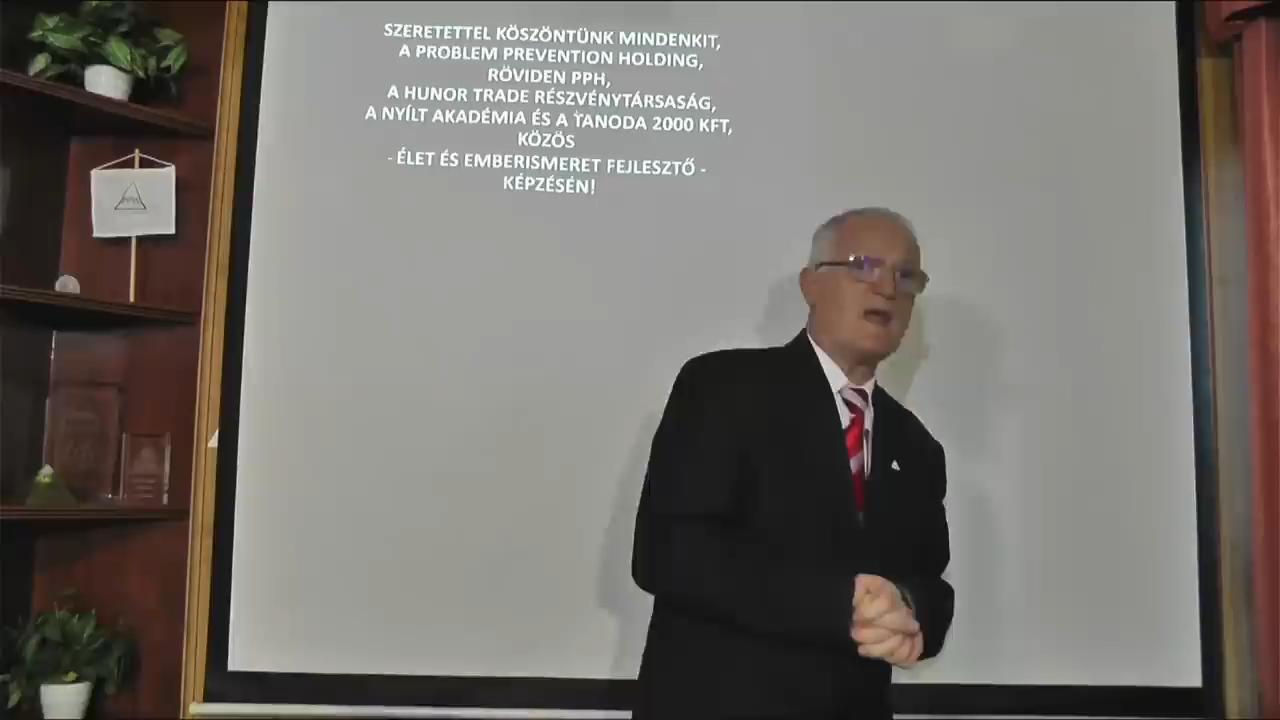 SZERETETTEL KÖSZÖNTÜNK MINDENKIT,
A PROBLEM PREVENTION HOLDING,
RÖVIDEN PPH,
A HUNOR TRADE RÉSZVÉNYTÁRSASÁG,
A NYÍLT AKADÉMIA ÉS A TANODA 2000 KFT,
KÖZÖS
- ÉLET ÉS EMBERISMERET FEJLESZTŐ -
KÉPZÉSÉN!